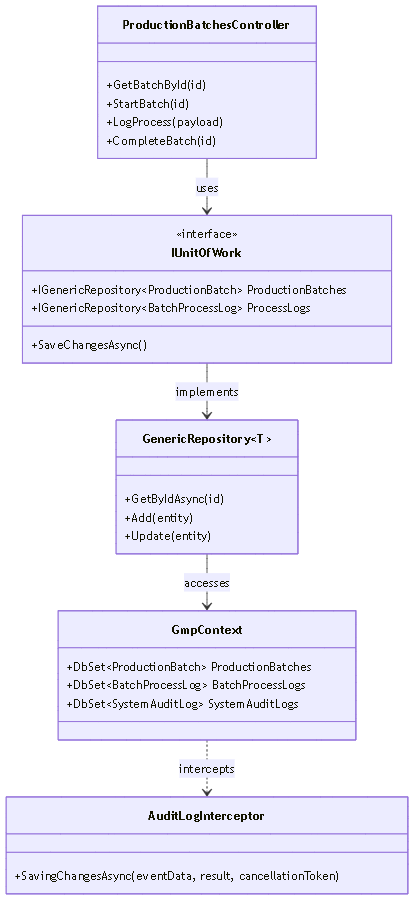 ProductionBatchesController
+GetBatchById(id)
+StartBatch(id)
+LogProcess(payload)
+CompleteBatch(id)
uses
«interface»
IUnitOfWork
+IGenericRepository<ProductionBatch> ProductionBatches
+IGenericRepository<BatchProcessLog> ProcessLogs
+SaveChangesAsync()
implements
GenericRepository<T>
+GetByIdAsync(id)
+Add(entity)
+Update(entity)
accesses
GmpContext
+DbSet<ProductionBatch> ProductionBatches
+DbSet<BatchProcessLog> BatchProcessLogs
+DbSet<SystemAuditLog> SystemAuditLogs
intercepts
AuditLogInterceptor
+SavingChangesAsync(eventData, result, cancellationToken)